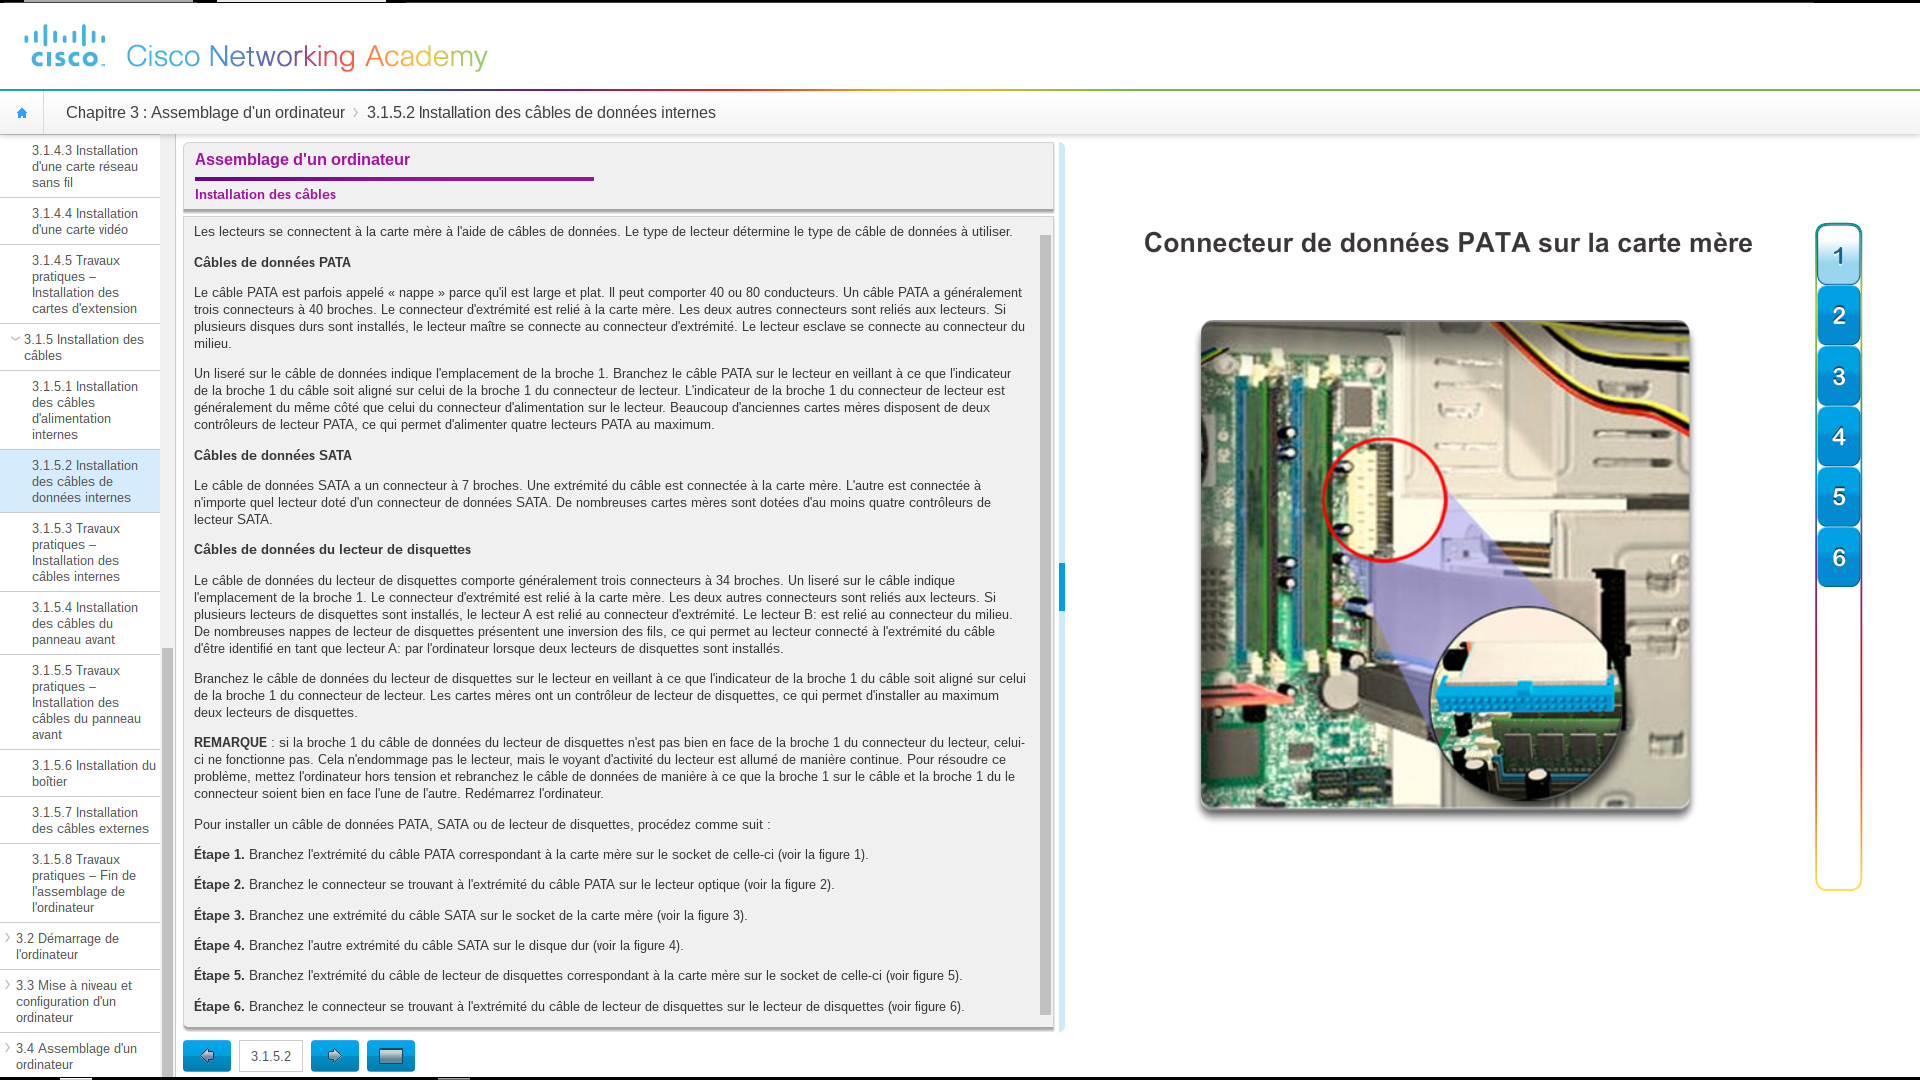 cisco
Cisco Networking Academy
Chapitre 3 : Assemblage d'un ordinateur
3.1.5.2 Installation des câbles de données internes
3.1.4.3 Installation
d'une carte réseau
sans fil
3.1.4.4 Installation
d'une carte vidéo
3.1.4.5 Travaux
pratiques –
Installation des
cartes d'extension
3.1.5 Installation des
câbles
3.1.5.1 Installation
des câbles
d'alimentation
internes
3.1.5.2 Installation
des câbles de
données internes
3.1.5.3 Travaux
pratiques –
Installation des
câbles internes
3.1.5.4 Installation
des câbles du
panneau avant
3.1.5.5 Travaux
pratiques –
Installation des
câbles du panneau
avant
3.1.5.6 Installation du
boîtier
3.1.5.7 Installation
des câbles externes
3.1.5.8 Travaux
pratiques – Fin de
l'assemblage de
l'ordinateur
3.2 Démarrage de
l'ordinateur
3.3 Mise à niveau et
configuration d'un
ordinateur
3.4 Assemblage d'un
ordinateur
Assemblage d'un ordinateur
Installation des câbles
Les lecteurs se connectent à la carte mère à l'aide de câbles de données. Le type de lecteur détermine le type de câble de données à utiliser.
Câbles de données PATA
Le câble PATA est parfois appelé « nappe » parce qu'il est large et plat. Il peut comporter 40 ou 80 conducteurs. Un câble PATA a généralement
trois connecteurs à 40 broches. Le connecteur d'extrémité est relié à la carte mère. Les deux autres connecteurs sont reliés aux lecteurs. Si
plusieurs disques durs sont installés, le lecteur maître se connecte au connecteur d'extrémité. Le lecteur esclave se connecte au connecteur du
milieu.
Un liseré sur le câble de données indique l'emplacement de la broche 1. Branchez le câble PATA sur le lecteur en veillant à ce que l'indicateur
de la broche 1 du câble soit aligné sur celui de la broche 1 du connecteur de lecteur. L'indicateur de la broche 1 du connecteur de lecteur est
généralement du même côté que celui du connecteur d'alimentation sur le lecteur. Beaucoup d'anciennes cartes mères disposent de deux
contrôleurs de lecteur PATA, ce qui permet d'alimenter quatre lecteurs PATA au maximum.
Câbles de données SATA
Le câble de données SATA a un connecteur à 7 broches. Une extrémité du câble est connectée à la carte mère. L'autre est connectée à
n'importe quel lecteur doté d'un connecteur de données SATA. De nombreuses cartes mères sont dotées d'au moins quatre contrôleurs de
lecteur SATA.
Câbles de données du lecteur de disquettes
Le câble de données du lecteur de disquettes comporte généralement trois connecteurs à 34 broches. Un liseré sur le câble indique
l'emplacement de la broche 1. Le connecteur d'extrémité est relié à la carte mère. Les deux autres connecteurs sont reliés aux lecteurs. Si
plusieurs lecteurs de disquettes sont installés, le lecteur A est relié au connecteur d'extrémité. Le lecteur B: est relié au connecteur du milieu.
De nombreuses nappes de lecteur de disquettes présentent une inversion des fils, ce qui permet au lecteur connecté à l'extrémité du câble
d'être identifié en tant que lecteur A: par l'ordinateur lorsque deux lecteurs de disquettes sont installés.
Branchez le câble de données du lecteur de disquettes sur le lecteur en veillant à ce que l'indicateur de la broche 1 du câble soit aligné sur celui
de la broche 1 du connecteur de lecteur. Les cartes mères ont un contrôleur de lecteur de disquettes, ce qui permet d'installer au maximum
deux lecteurs de disquettes.
REMARQUE : si la broche 1 du câble de données du lecteur de disquettes n'est pas bien en face de la broche 1 du connecteur du lecteur, celui-
ci ne fonctionne pas. Cela n'endommage pas le lecteur, mais le voyant d'activité du lecteur est allumé de manière continue. Pour résoudre ce
problème, mettez l'ordinateur hors tension et rebranchez le câble de données de manière à ce que la broche 1 sur le câble et la broche 1 du le
connecteur soient bien en face l'une de l'autre. Redémarrez l'ordinateur.
Pour installer un câble de données PATA, SATA ou de lecteur de disquettes, procédez comme suit :
Étape 1. Branchez l'extrémité du câble PATA correspondant à la carte mère sur le socket de celle-ci (voir la figure 1).
Étape 2. Branchez le connecteur se trouvant à l'extrémité du câble PATA sur le lecteur optique (voir la figure 2).
Étape 3. Branchez une extrémité du câble SATA sur le socket de la carte mère (voir la figure 3).
Étape 4. Branchez l'autre extrémité du câble SATA sur le disque dur (voir la figure 4).
Étape 5. Branchez l'extrémité du câble de lecteur de disquettes correspondant à la carte mère sur le socket de celle-ci (voir figure 5).
Étape 6. Branchez le connecteur se trouvant à l'extrémité du câble de lecteur de disquettes sur le lecteur de disquettes (voir figure 6).
3.1.5.2
Connecteur de données PATA sur la carte mère
1
2
3
4
5
6